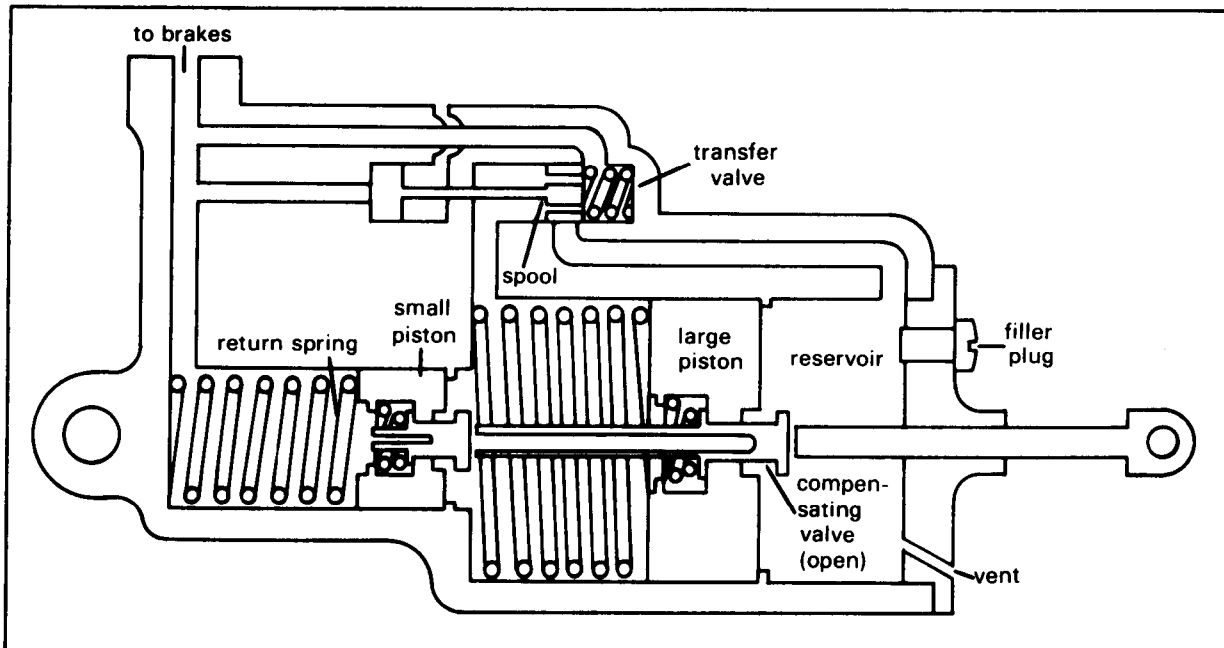 to brakes
transfer
valve
spool
small
piston
return spring
large
piston
reservoir
filler
plug
compen-
sating
valve
(open)
vent